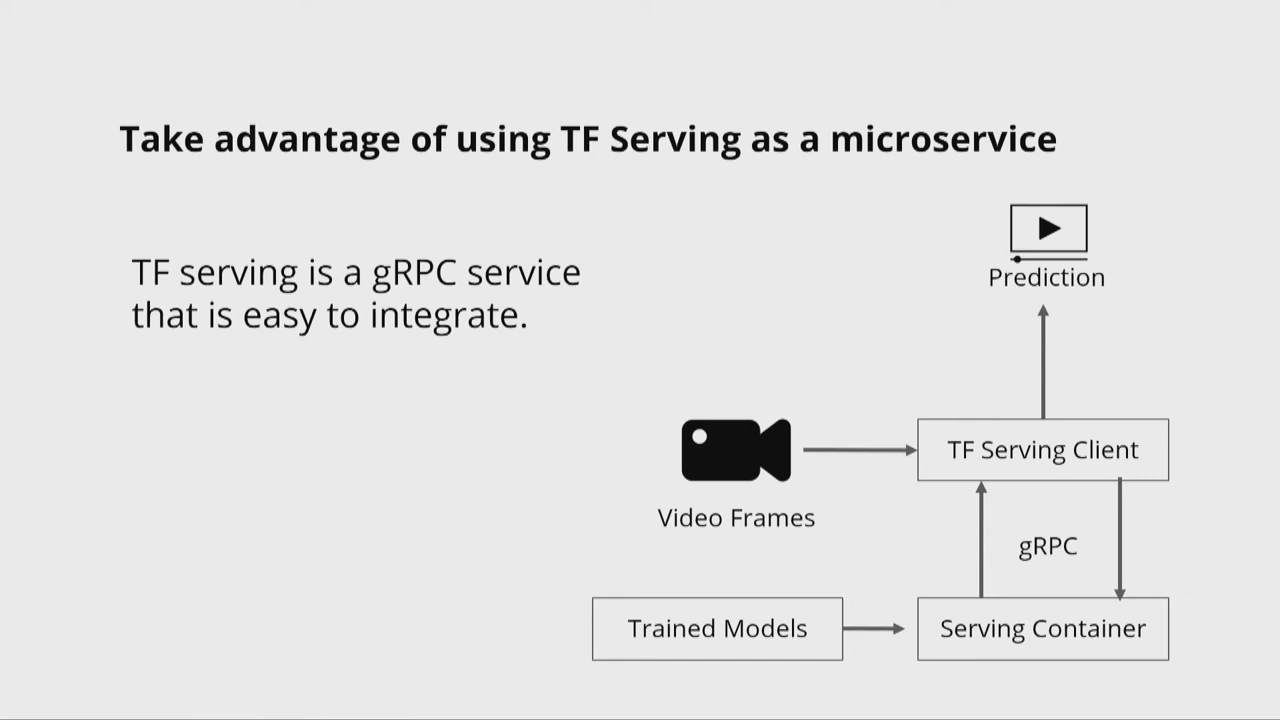 Take advantage of using TF Serving as a microservice
TF serving is a gRPC service
that is easy to integrate.
Prediction
TF Serving Client
Video Frames
gRPC
Trained Models
Serving Container